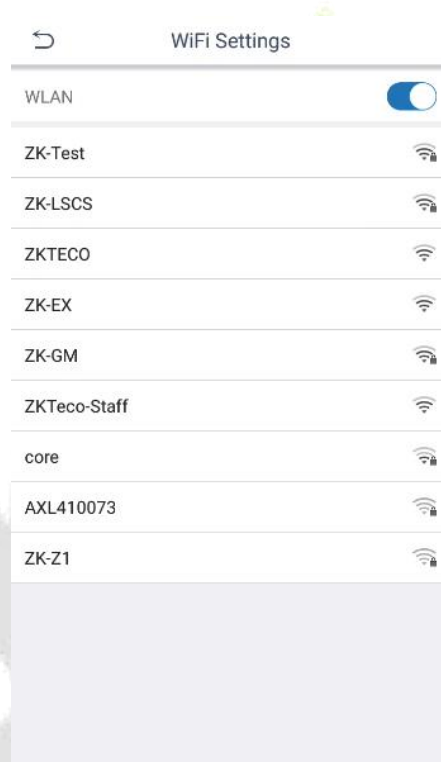 WiFi Settings
WLAN
ZK-Test
ZK-LSCS
ZKTECO
ZK-EX
ZK-GM
ZKTeco-Staff
core
AXL410073
ZK-Z1